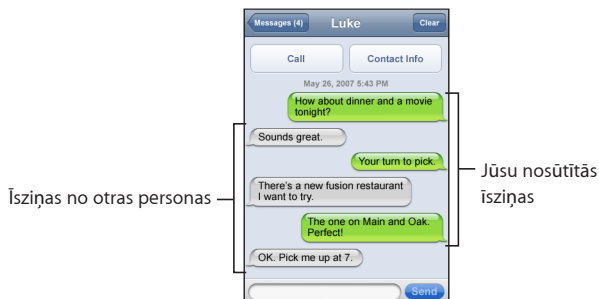 Messages (4) Luke Clear
Call Contact Info
May 26, 2007 5:43 PM
How about dinner and a movie
tonight?
Sounds great.
Your turn to pick.
There's a new fusion restaurant
I want to try.
The one on Main and Oak.
Perfect!
OK. Pick me up at 7.
Send
Īsziņas no otras personas
Jūsu nosūtītās
īsziņas